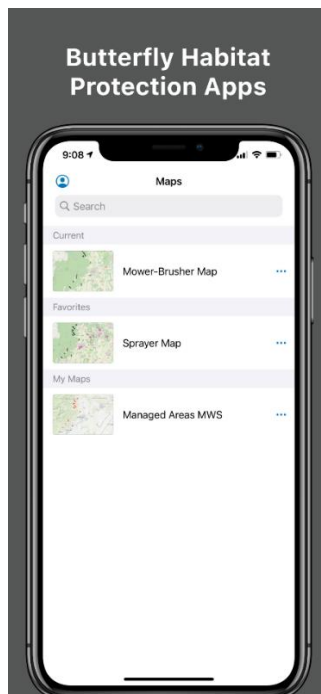 Butterfly Habitat
Protection Apps
9:08
Maps
Search
Current
Mower-Brusher Map
Favorites
Sprayer Map
My Maps
Managed Areas MWS